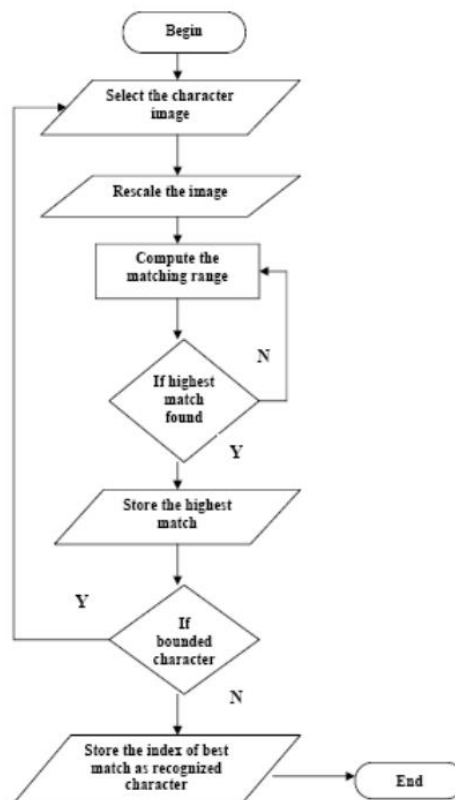 Begin
Select the character
image
Rescale the image
Compute the
matching range
N
If highest
match
found
Y
Store the highest
match
Y
If
bounded
character
N
Store the index of best
match as recognized
character
End